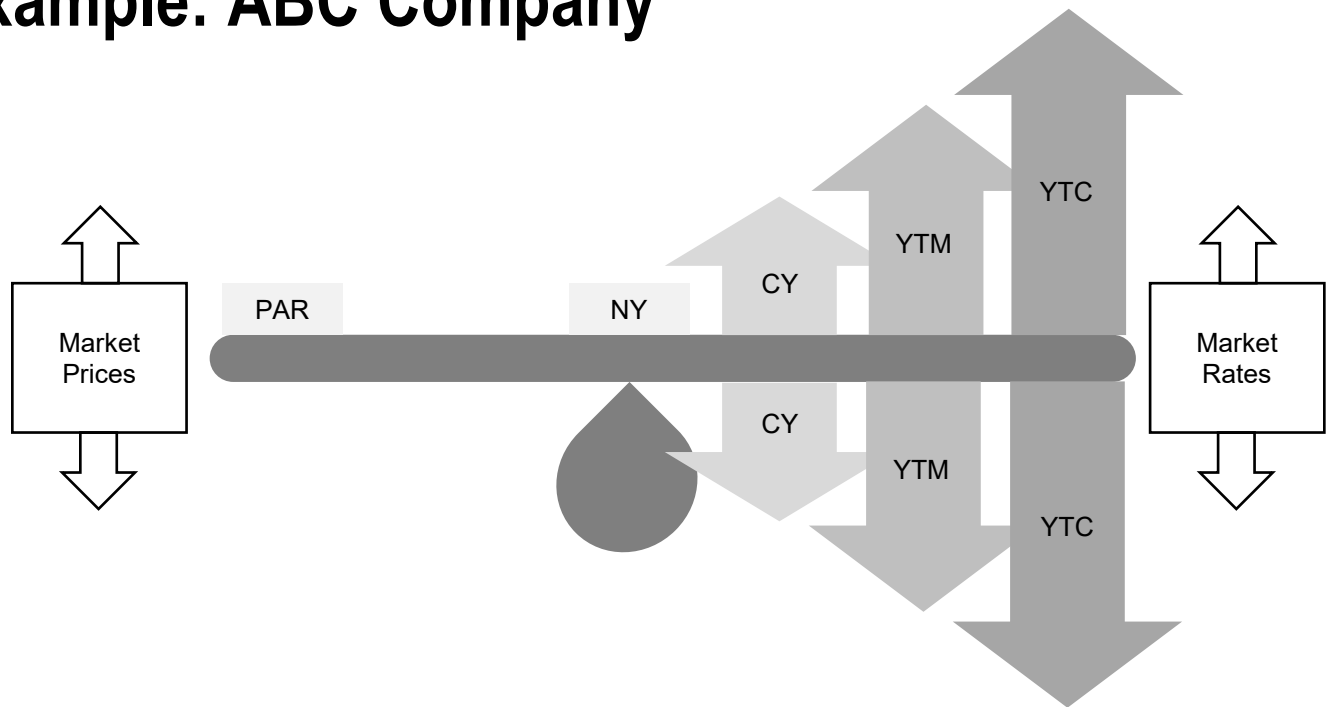 xample: ABC Company
YTC
YTM
CY
PAR
NY
Market
Prices
Market
Rates
CY
YTM
YTC